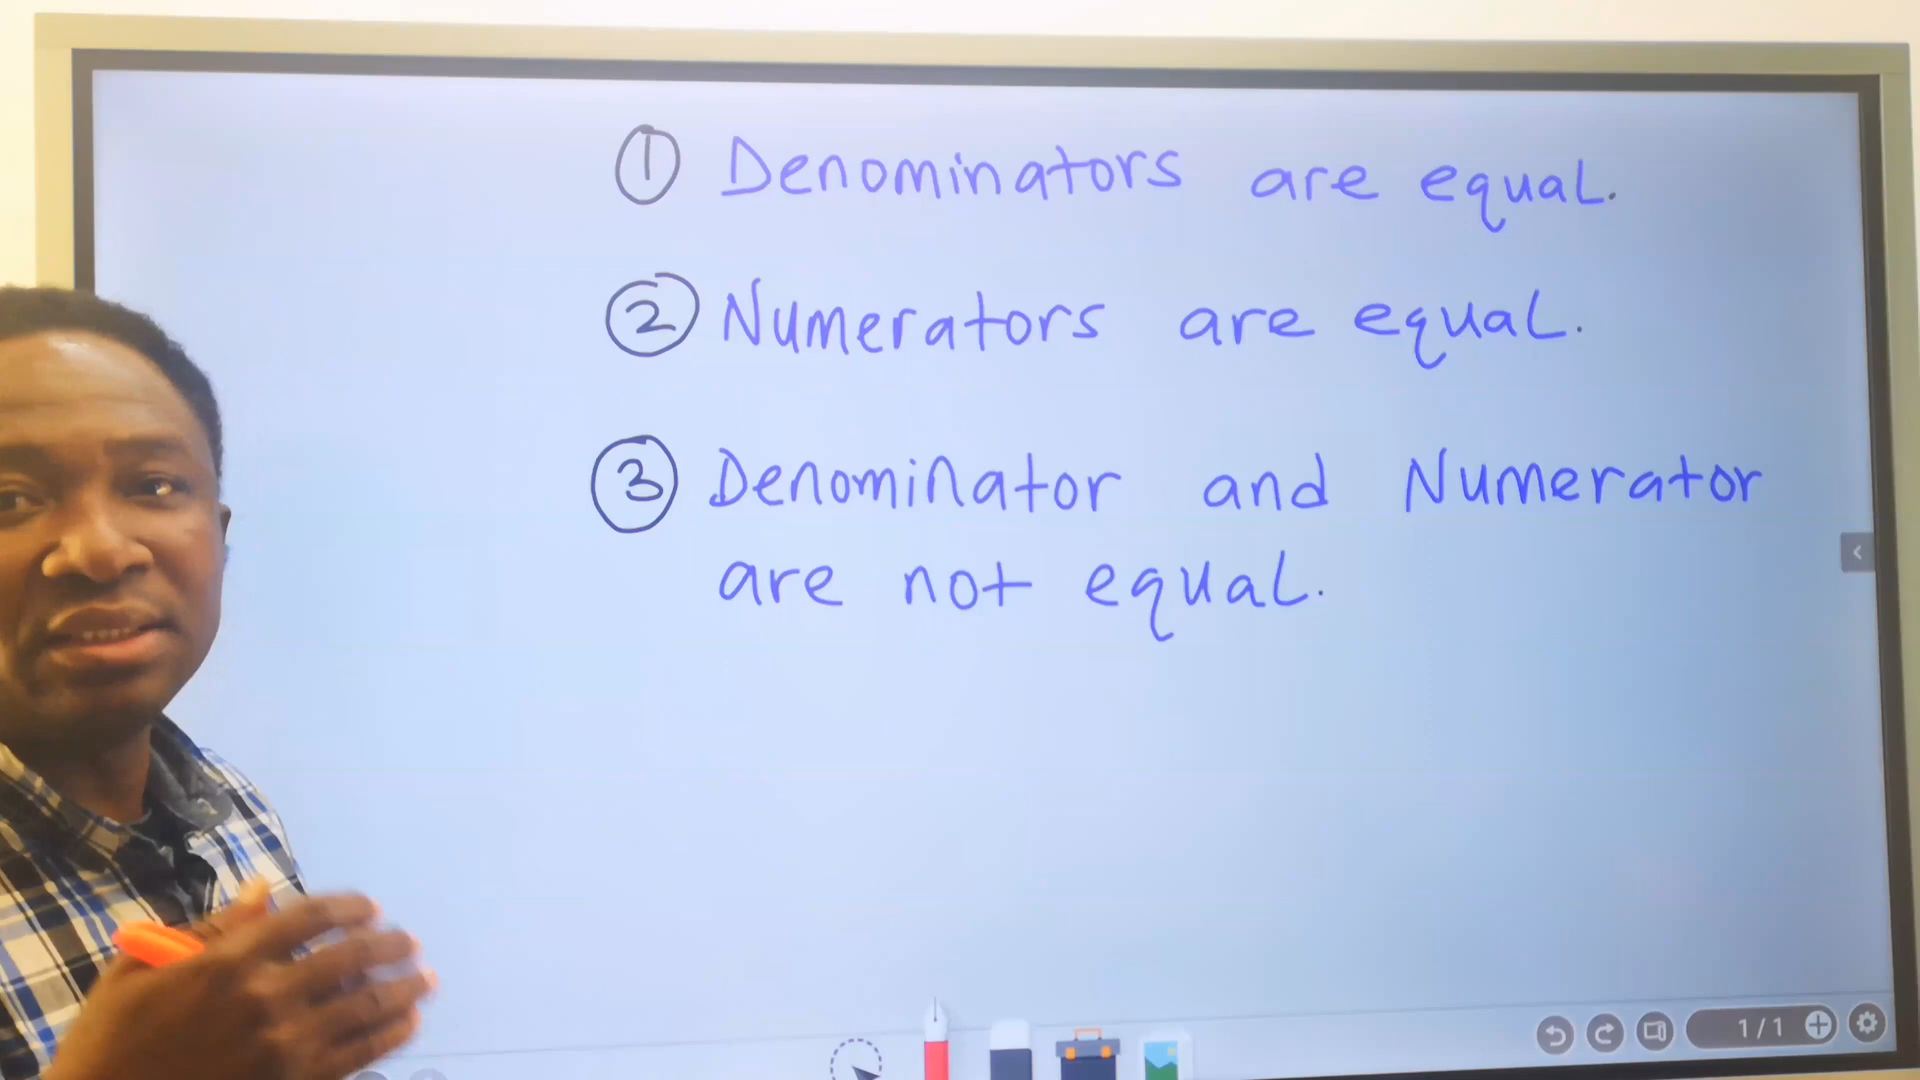 ① Denominators are equal.
② Numerators are equal.
③ Denominator and Numerator
are not equal.
1/1